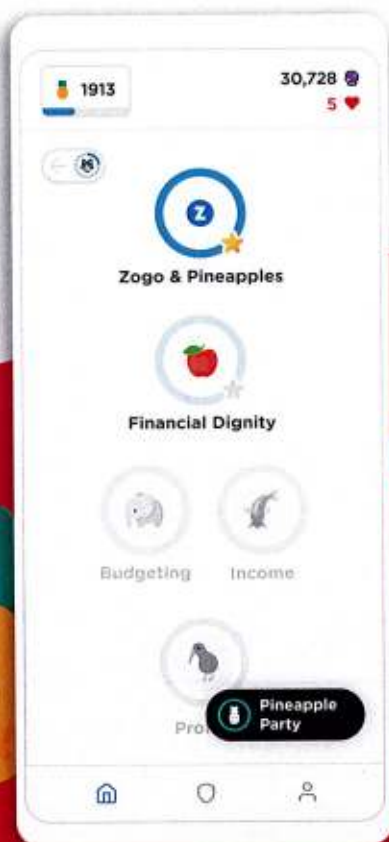 1913
30,728
5
Z
Zogo & Pineapples
Financial Dignity
Budgeting Income
Pineapple
Party